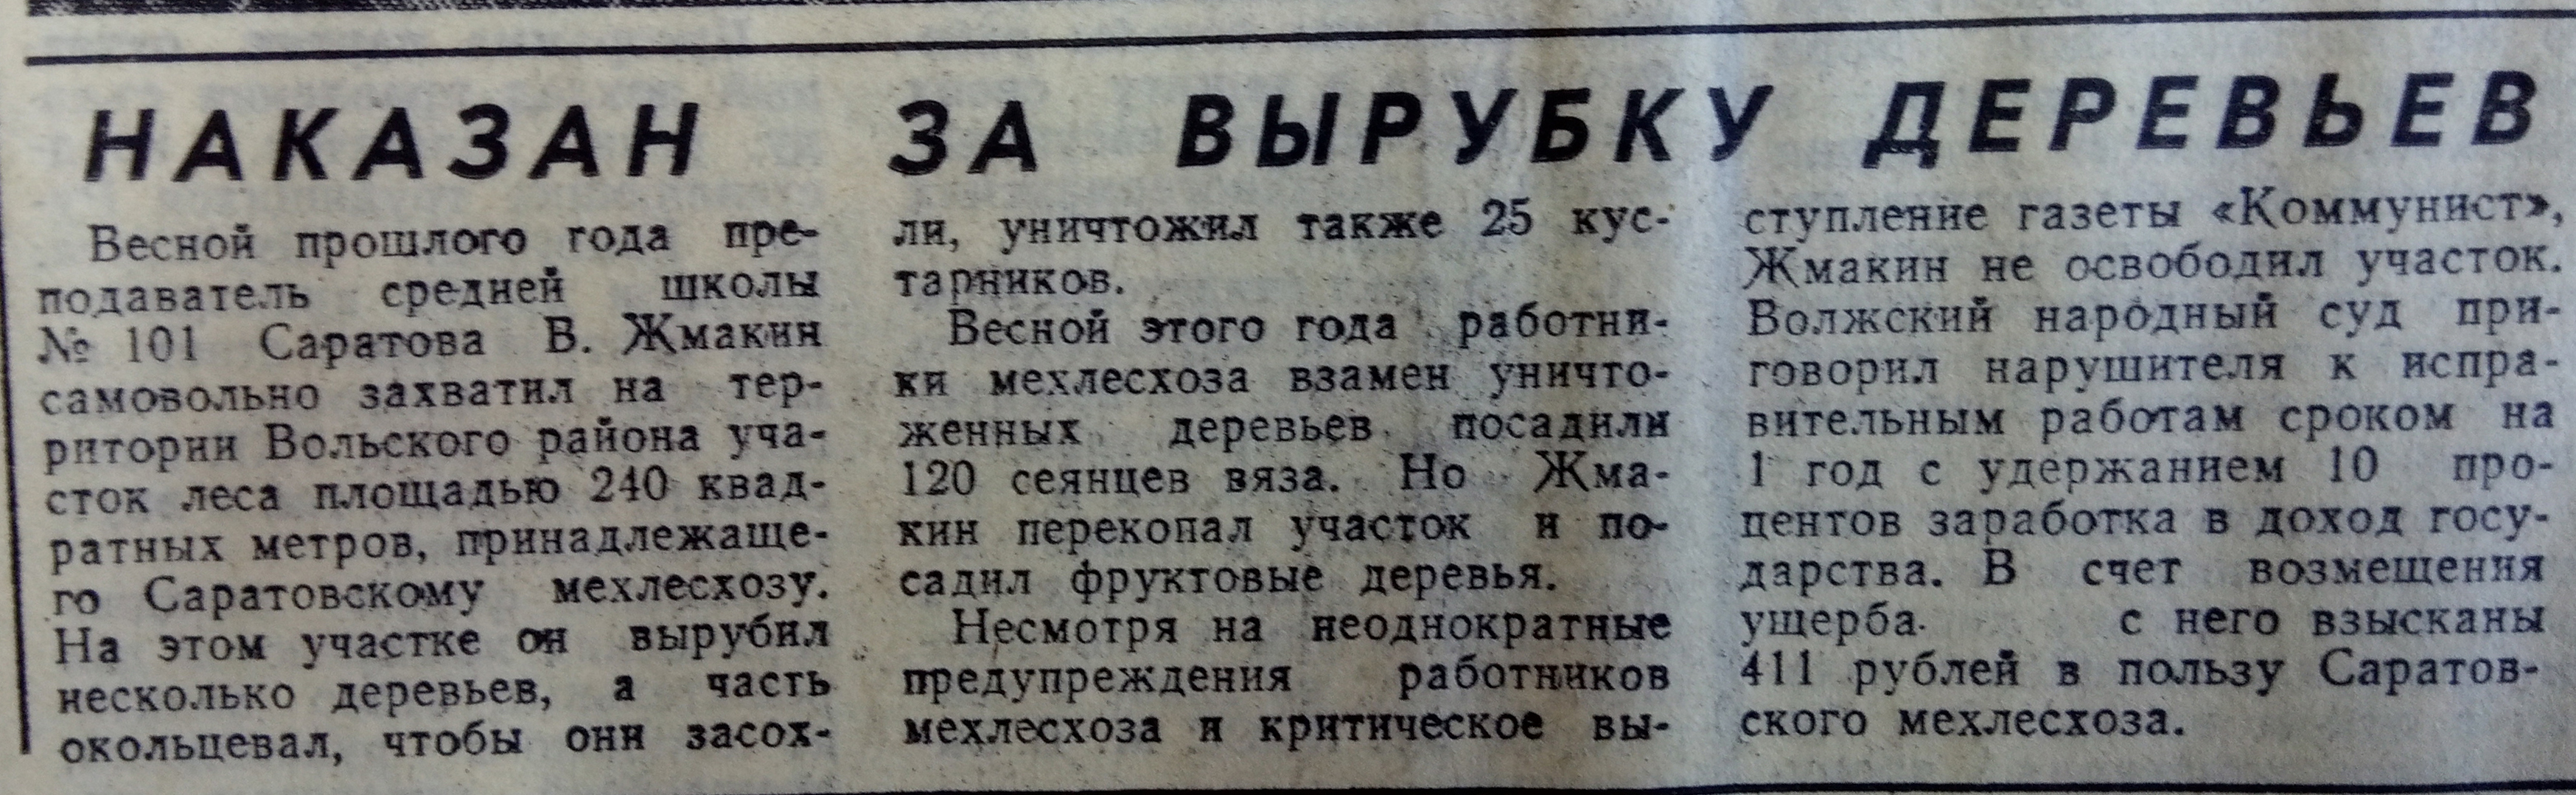 НАКАЗАН ЗА ВЫРУБКУ ДЕРЕВЬЕВ
Весной прошлого года пре-
подаватель средней школы
№ 101 Саратова В. Жмакин
самовольно захватил на тер-
ритории Вольского района уча-
сток леса площадью 240 квад-
ратных метров, принадлежаще-
го Саратовскому мехлесхозу.
На этом участке он вырубил
несколько деревьев, а часть
окольцевал, чтобы они засох-
ли, уничтожил также 25 кус-
тарников.
Весной этого года работни-
ки мехлесхоза взамен уничто-
женных деревьев посадили
120 сеянцев вяза. Но Жма-
кин перекопал участок и по-
садил фруктовые деревья.
Несмотря на неоднократные
предупреждения работников
мехлесхоза и критическое вы-
ступление газеты «Коммунист»,
Жмакин не освободил участок.
Волжский народный суд при-
говорил нарушителя к испра-
вительным работам сроком на
1 год с удержанием 10 про-
центов заработка в доход госу-
дарства. В счет возмещения
ущерба с него взысканы
411 рублей в пользу Саратов-
ского мехлесхоза.